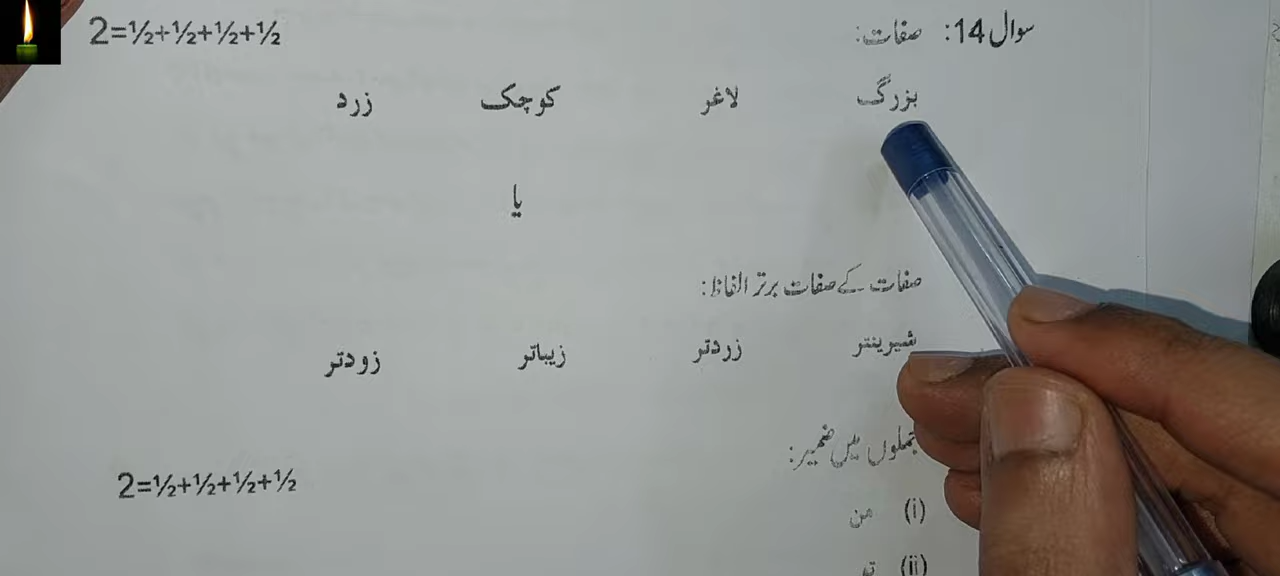 سوال 14: صفات: 2=½+½+½+½
بزرگ لاغر کوچک زرد
یا
صفات کے صفات برتر الفاظ:
شیرینتر زردتر زیباتر زودتر
جملوں میں ضمیر:
2=½+½+½+½
(i) من
(ii) تو